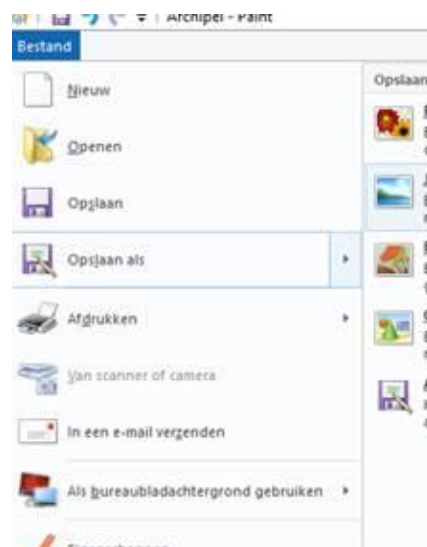 Archipel - Paint
Bestand
Nieuw
Openen
Opslaan
Opslaan als
Afdrukken
Van scanner of camera
In een e-mail verzenden
Als bureaubladachtergrond gebruiken
Opslaan